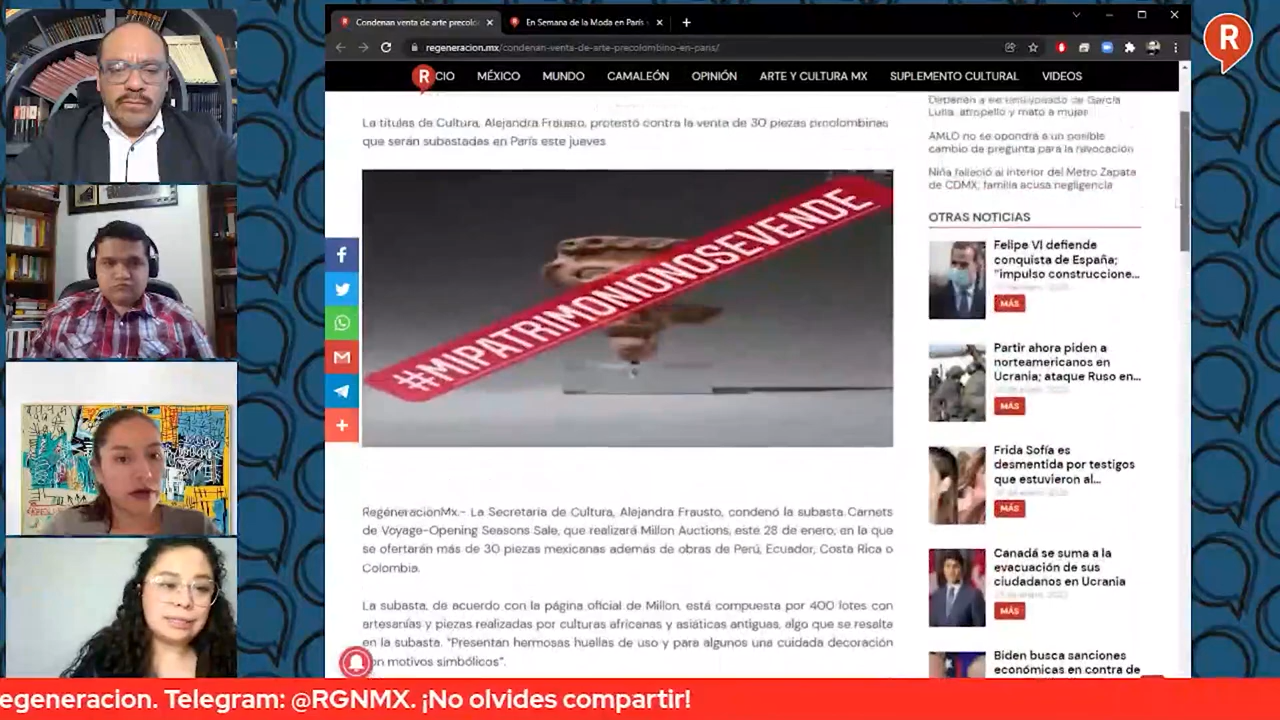 Condenan venta de arte precolo
En Semana de la Moda en París
regeneracion.mx/condenan-venta-de-arte-precolombino-en-paris/
R
R CIO MÉXICO MUNDO CAMALEÓN OPINIÓN ARTE Y CULTURA MX SUPLEMENTO CULTURAL VIDEOS
La titulas de Cultura, Alejandra Frausto, protestó contra la venta de 30 piezas precolombinas
que serán subastadas en París este jueves
#MIPATRIMONIONOSEVENDE
RegeneraciónMx.- La Secretaria de Cultura, Alejandra Frausto, condenó la subasta Carnets
de Voyage-Opening Seasons Sale, que realizará Millon Auctions, este 28 de enero, en la que
se ofertarán más de 30 piezas mexicanas además de obras de Perú, Ecuador, Costa Rica o
Colombia.
La subasta, de acuerdo con la página oficial de Millon, está compuesta por 400 lotes con
artesanías y piezas realizadas por culturas africanas y asiáticas antiguas, algo que se resalta
en la subasta. "Presentan hermosas huellas de uso y para algunos una cuidada decoración
on motivos simbólicos".
de García
Luna: atropelló y mató a mujer
AMLO no se opondrá a un posible
cambio de pregunta para la revocación
Niña falleció al interior del Metro Zapata
de CDMX; familia acusa negligencia
OTRAS NOTICIAS
Felipe VI defiende
conquista de España;
"impulso construccione...
MÁS
Partir ahora piden a
norteamericanos en
Ucrania; ataque Ruso en...
MÁS
Frida Sofía es
desmentida por testigos
que estuvieron al...
MÁS
Canadá se suma a la
evacuación de sus
ciudadanos en Ucrania
MÁS
Biden busca sanciones
económicas en contra de
egeneracion. Telegram: @RGNMX. ¡No olvides compartir!